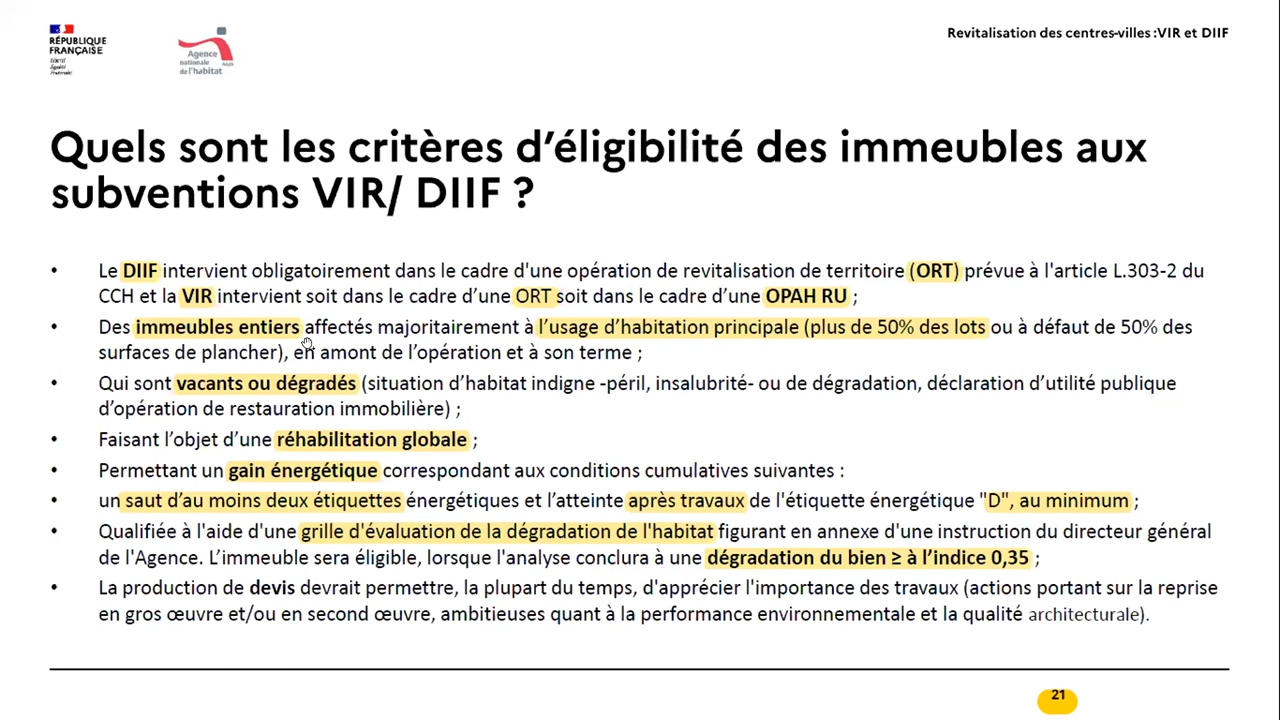 RÉPUBLIQUE
FRANÇAISE
Liberté
Égalité
Fraternité
Agence
nationale
de l'habitat
Anah
Revitalisation des centres-villes :VIR et DIIF
Quels sont les critères d'éligibilité des immeubles aux
subventions VIR/ DIIF ?
• Le DIIF intervient obligatoirement dans le cadre d'une opération de revitalisation de territoire (ORT) prévue à l'article L.303-2 du
CCH et la VIR intervient soit dans le cadre d'une ORT soit dans le cadre d'une OPAH RU ;
• Des immeubles entiers affectés majoritairement à l'usage d'habitation principale (plus de 50% des lots ou à défaut de 50% des
surfaces de plancher), en amont de l'opération et à son terme ;
• Qui sont vacants ou dégradés (situation d'habitat indigne -péril, insalubrité- ou de dégradation, déclaration d'utilité publique
d'opération de restauration immobilière) ;
• Faisant l'objet d'une réhabilitation globale ;
• Permettant un gain énergétique correspondant aux conditions cumulatives suivantes :
• un saut d'au moins deux étiquettes énergétiques et l'atteinte après travaux de l'étiquette énergétique "D", au minimum ;
• Qualifiée à l'aide d'une grille d'évaluation de la dégradation de l'habitat figurant en annexe d'une instruction du directeur général
de l'Agence. L'immeuble sera éligible, lorsque l'analyse conclura à une dégradation du bien ≥ à l'indice 0,35 ;
• La production de devis devrait permettre, la plupart du temps, d'apprécier l'importance des travaux (actions portant sur la reprise
en gros œuvre et/ou en second œuvre, ambitieuses quant à la performance environnementale et la qualité architecturale).
21